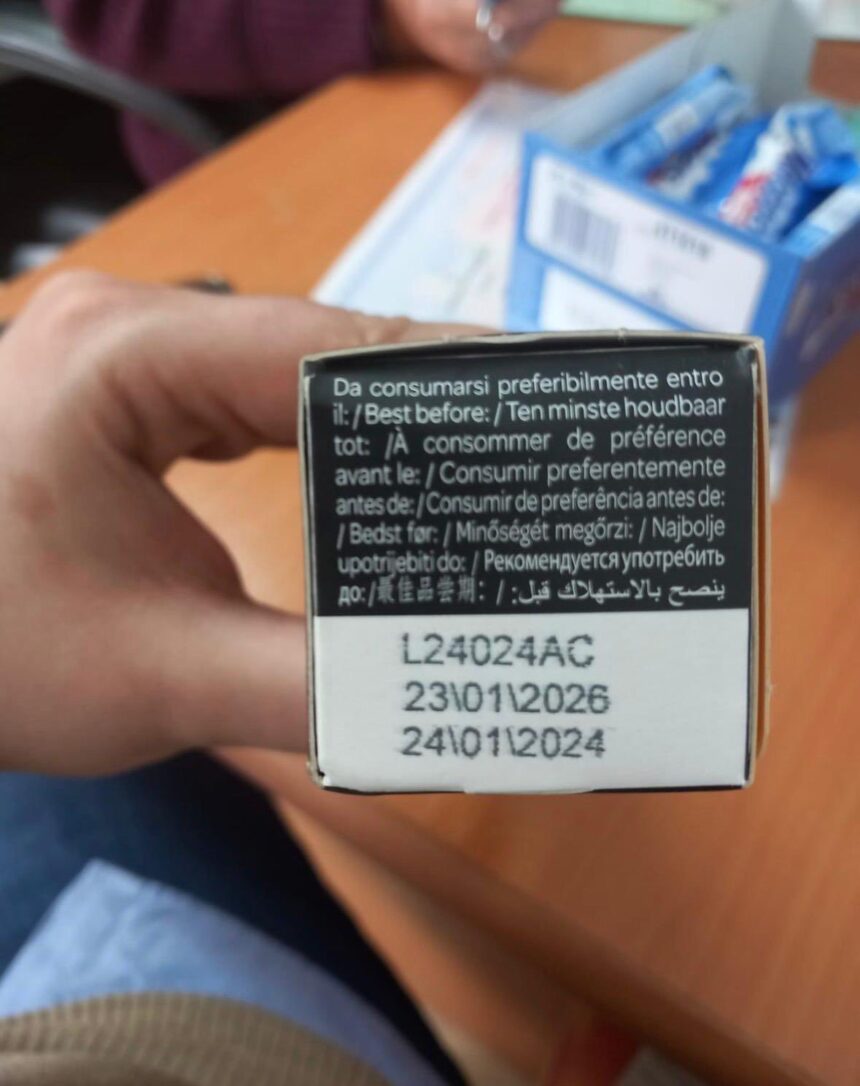 Da consumarsi preferibilmente entro
il: / Best before: / Ten minste houdbaar
tot: /À consommer de préférence
avant le: / Consumir preferentemente
antes de: / Consumir de preferência antes de:
/ Bedst før: / Minőségét megőrzi: / Najbolje
upotrijebiti do: / Рекомендуется употребить
до: /最佳品尝期: / ينصح بالاستهلاك قبل:
L24024AC
23\01\2026
24\01\2024